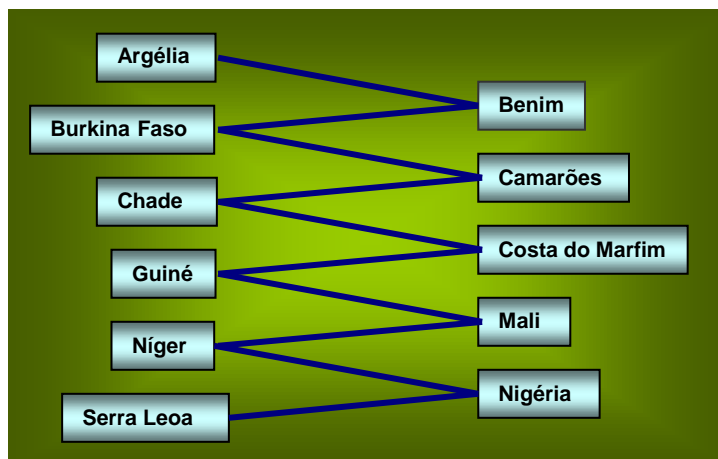 Argélia
Benim
Burkina Faso
Camarões
Chade
Costa do Marfim
Guiné
Mali
Níger
Nigéria
Serra Leoa